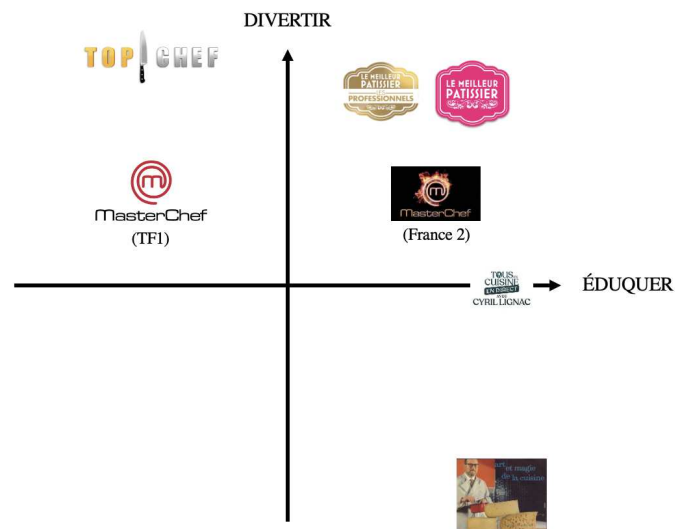 DIVERTIR
TOP CHEF
LE MEILLEUR
PATISSIER
PROFESSIONNELS
LE MEILLEUR
PATISSIER
MasterChef
(TF1)
MasterChef
(France 2)
TOUS EN
CUISINE
EN DIRECT
AVEC
CYRIL LIGNAC
ÉDUQUER
art et magie
de la cuisine